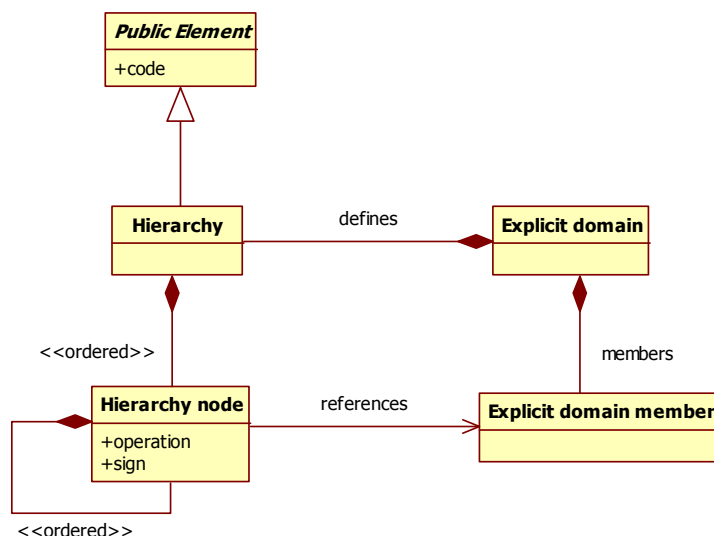 Public Element
+code
Hierarchy
defines
Explicit domain
<<ordered>>
members
Hierarchy node
+operation
+sign
references
Explicit domain member
<<ordered>>